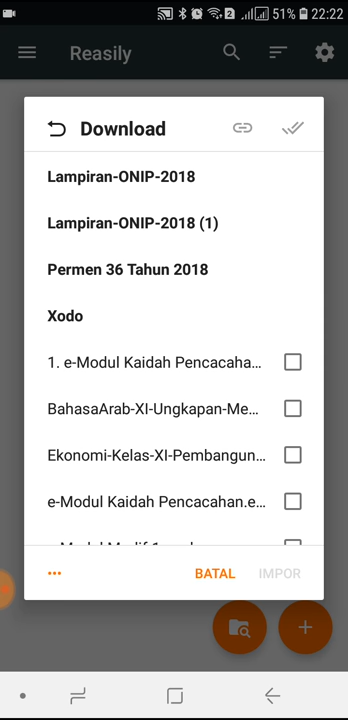 2 51% 22:22
Reasily
Download
Lampiran-ONIP-2018
Lampiran-ONIP-2018 (1)
Permen 36 Tahun 2018
Xodo
1. e-Modul Kaidah Pencacaha...
BahasaArab-XI-Ungkapan-Me...
Ekonomi-Kelas-XI-Pembangun...
e-Modul Kaidah Pencacahan.e...
... BATAL IMPOR